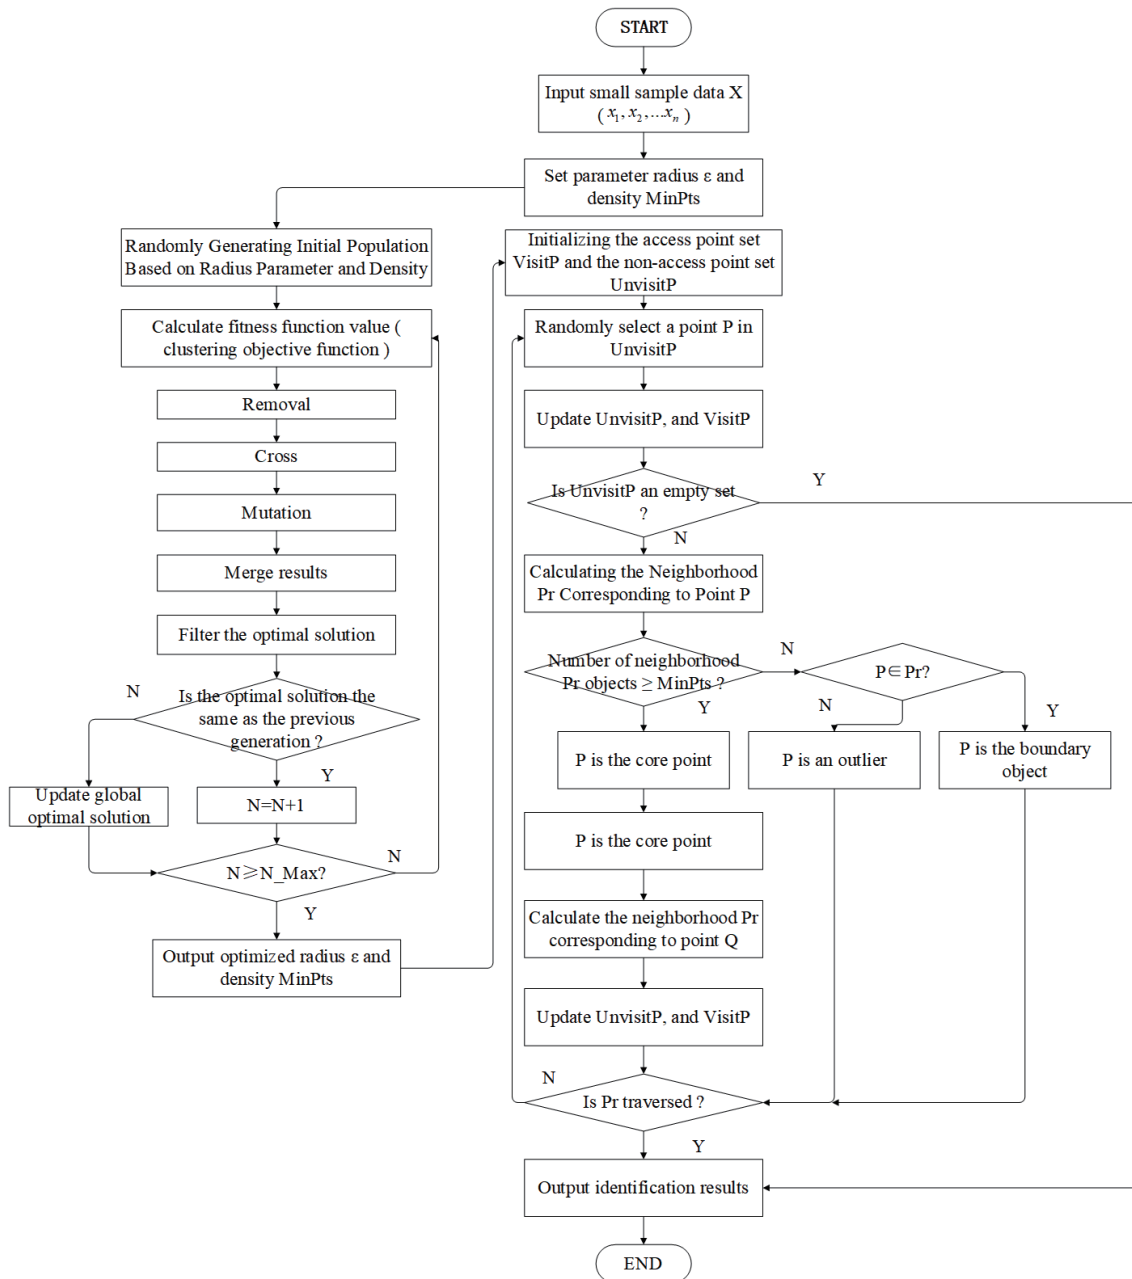 START
Input small sample data X
( x1, x2, ...xn )
Set parameter radius ε and
density MinPts
Randomly Generating Initial Population
Based on Radius Parameter and Density
Calculate fitness function value (
clustering objective function )
Removal
Cross
Mutation
Merge results
Filter the optimal solution
N
Is the optimal solution the
same as the previous
generation ?
Y
Update global
optimal solution
N=N+1
N≥N_Max?
N
Y
Output optimized radius ε and
density MinPts
Initializing the access point set
VisitP and the non-access point set
UnvisitP
Randomly select a point P in
UnvisitP
Update UnvisitP, and VisitP
Is UnvisitP an empty set
?
Y
N
Calculating the Neighborhood
Pr Corresponding to Point P
Number of neighborhood
Pr objects ≥ MinPts ?
N
P∈Pr?
Y
N
Y
P is the core point
P is an outlier
P is the boundary
object
P is the core point
Calculate the neighborhood Pr
corresponding to point Q
Update UnvisitP, and VisitP
N
Is Pr traversed ?
Y
Output identification results
END